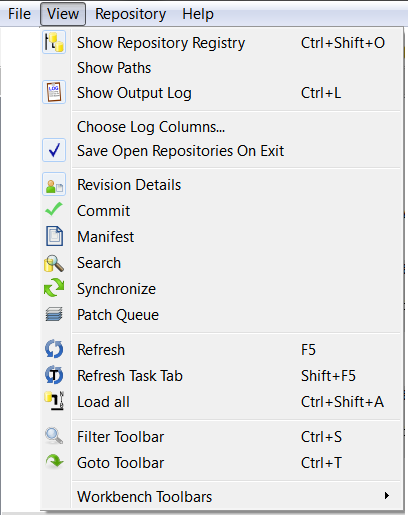 File View Repository Help
Show Repository Registry Ctrl+Shift+O
Show Paths
LOG
Show Output Log Ctrl+L
Choose Log Columns...
Save Open Repositories On Exit
Revision Details
Commit
Manifest
Search
Synchronize
Patch Queue
Refresh F5
T
Refresh Task Tab Shift+F5
Load all Ctrl+Shift+A
Filter Toolbar Ctrl+S
Goto Toolbar Ctrl+T
Workbench Toolbars